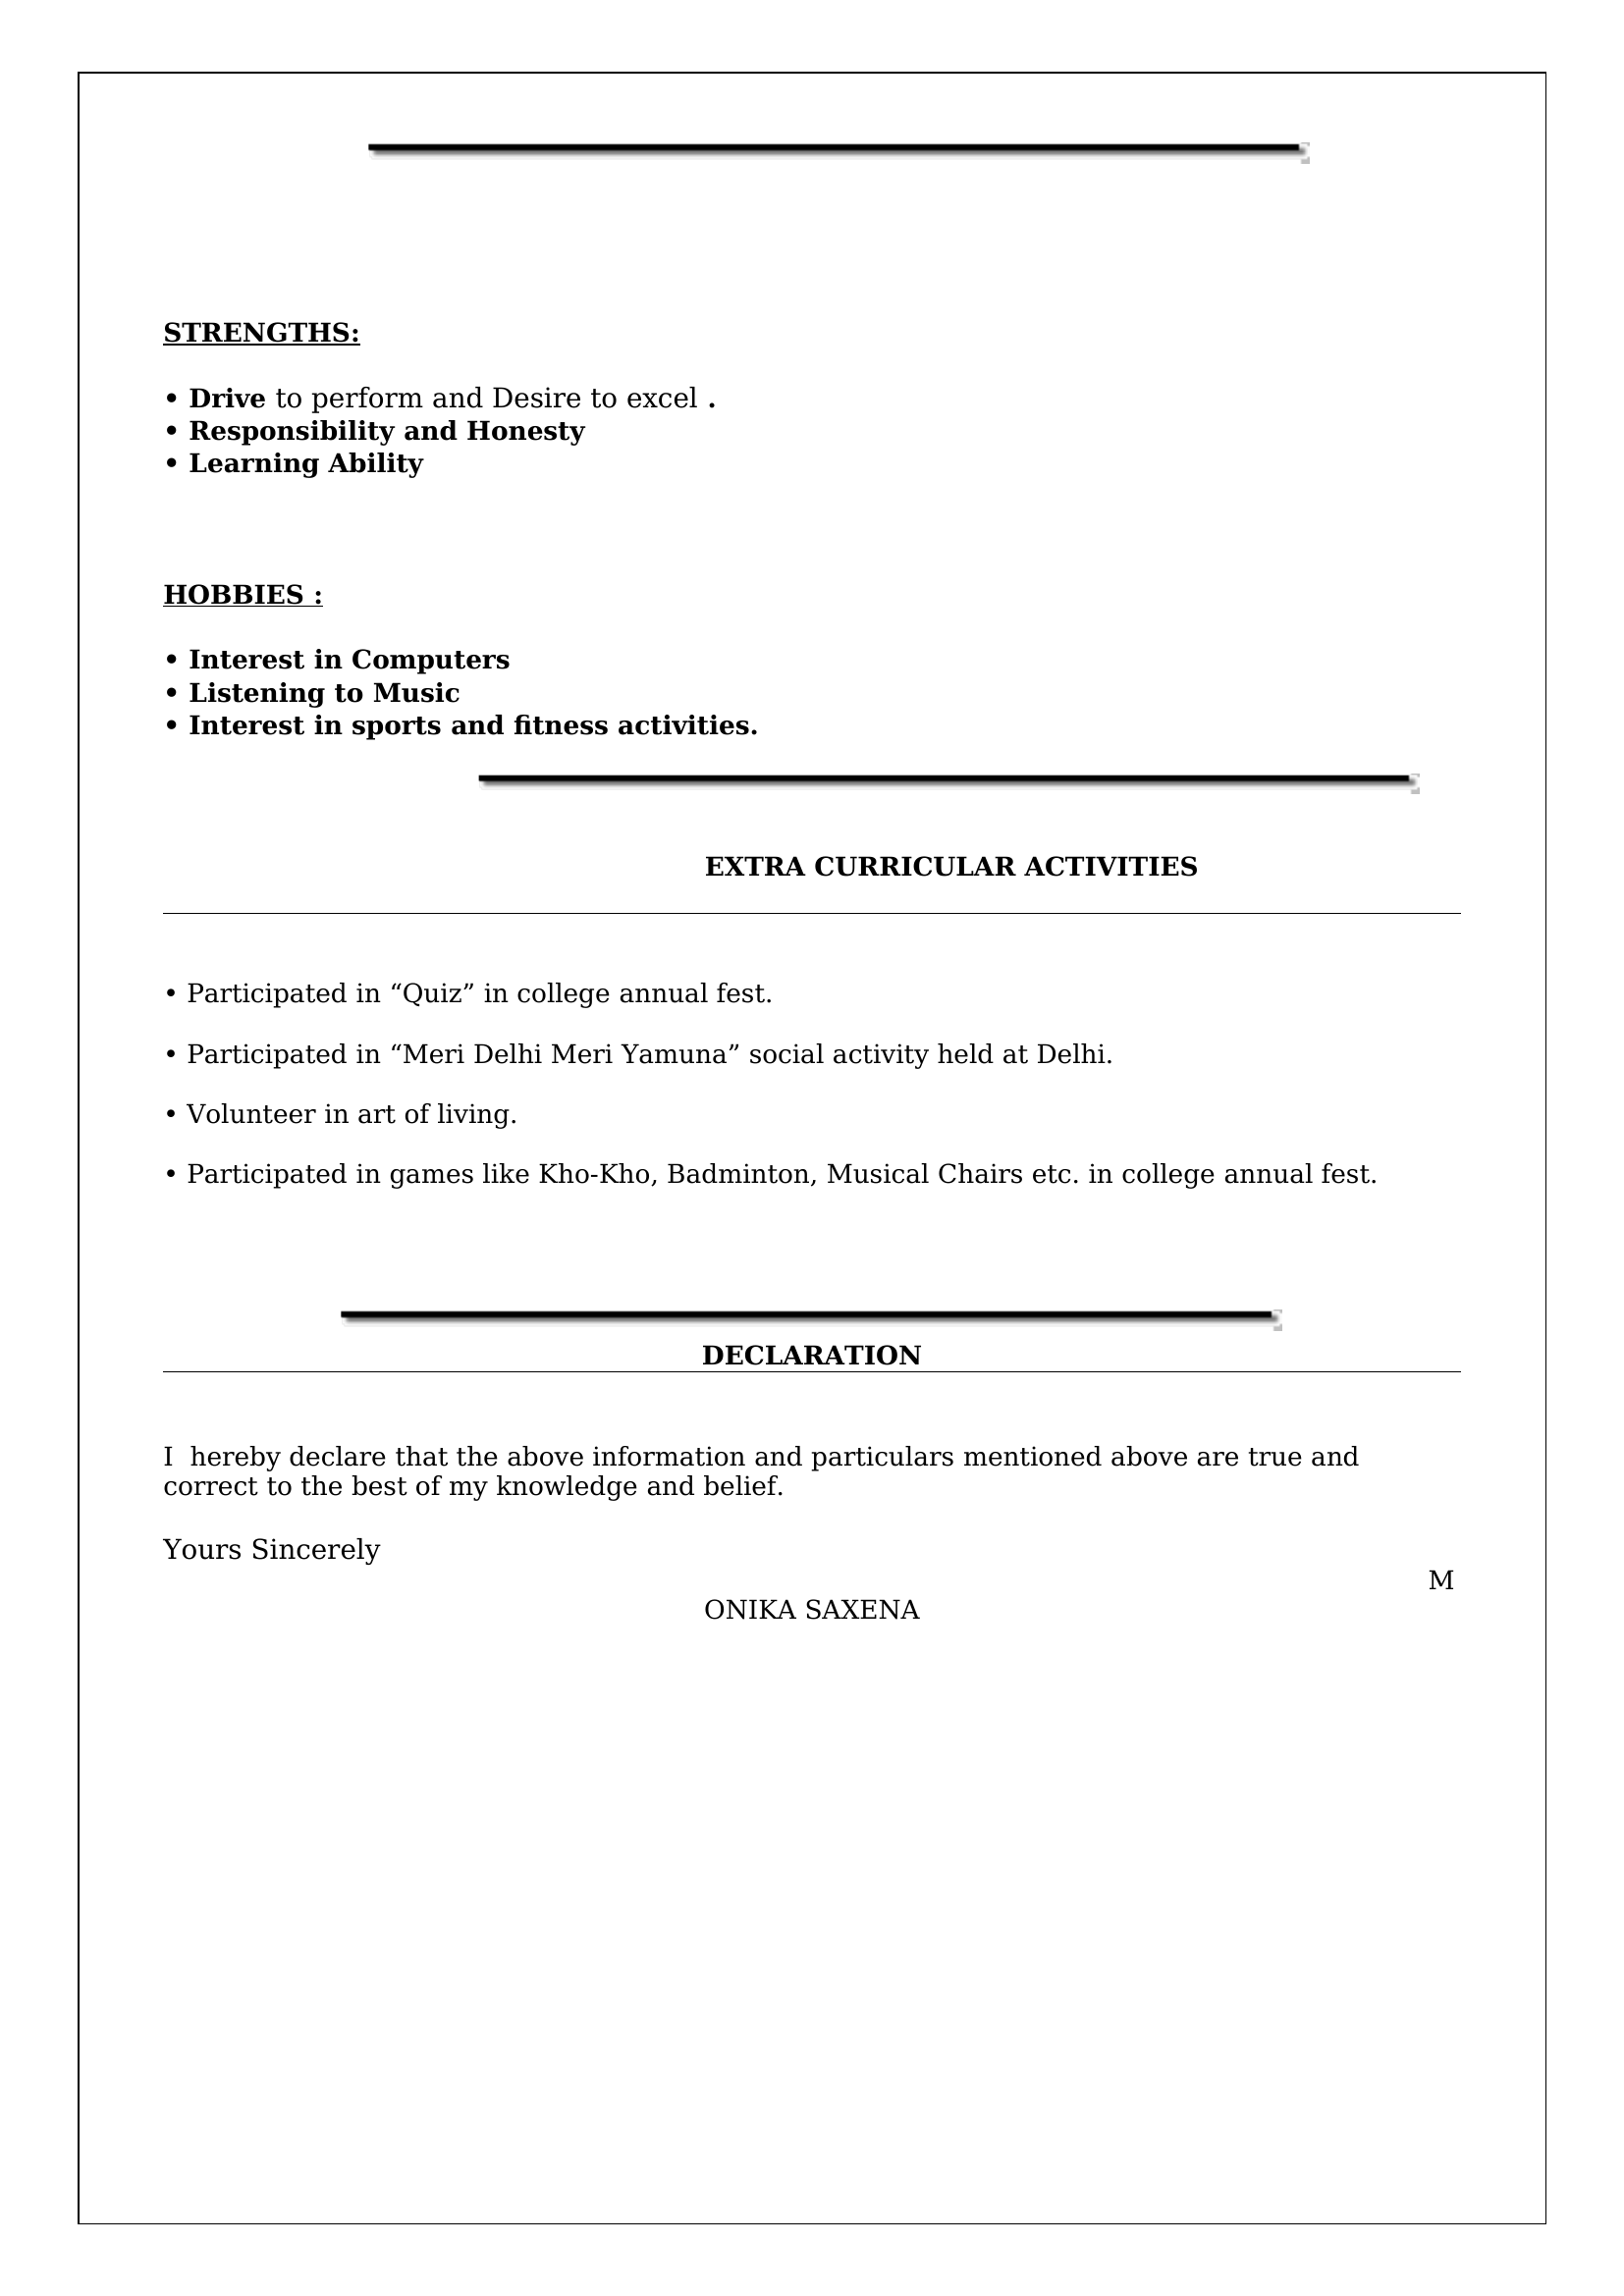 STRENGTHS:
• Drive to perform and Desire to excel .
• Responsibility and Honesty
• Learning Ability
HOBBIES :
• Interest in Computers
• Listening to Music
• Interest in sports and fitness activities.
EXTRA CURRICULAR ACTIVITIES
• Participated in “Quiz” in college annual fest.
• Participated in “Meri Delhi Meri Yamuna” social activity held at Delhi.
• Volunteer in art of living.
• Participated in games like Kho-Kho, Badminton, Musical Chairs etc. in college annual fest.
DECLARATION
I  hereby declare that the above information and particulars mentioned above are true and
correct to the best of my knowledge and belief.
Yours Sincerely
M
ONIKA SAXENA